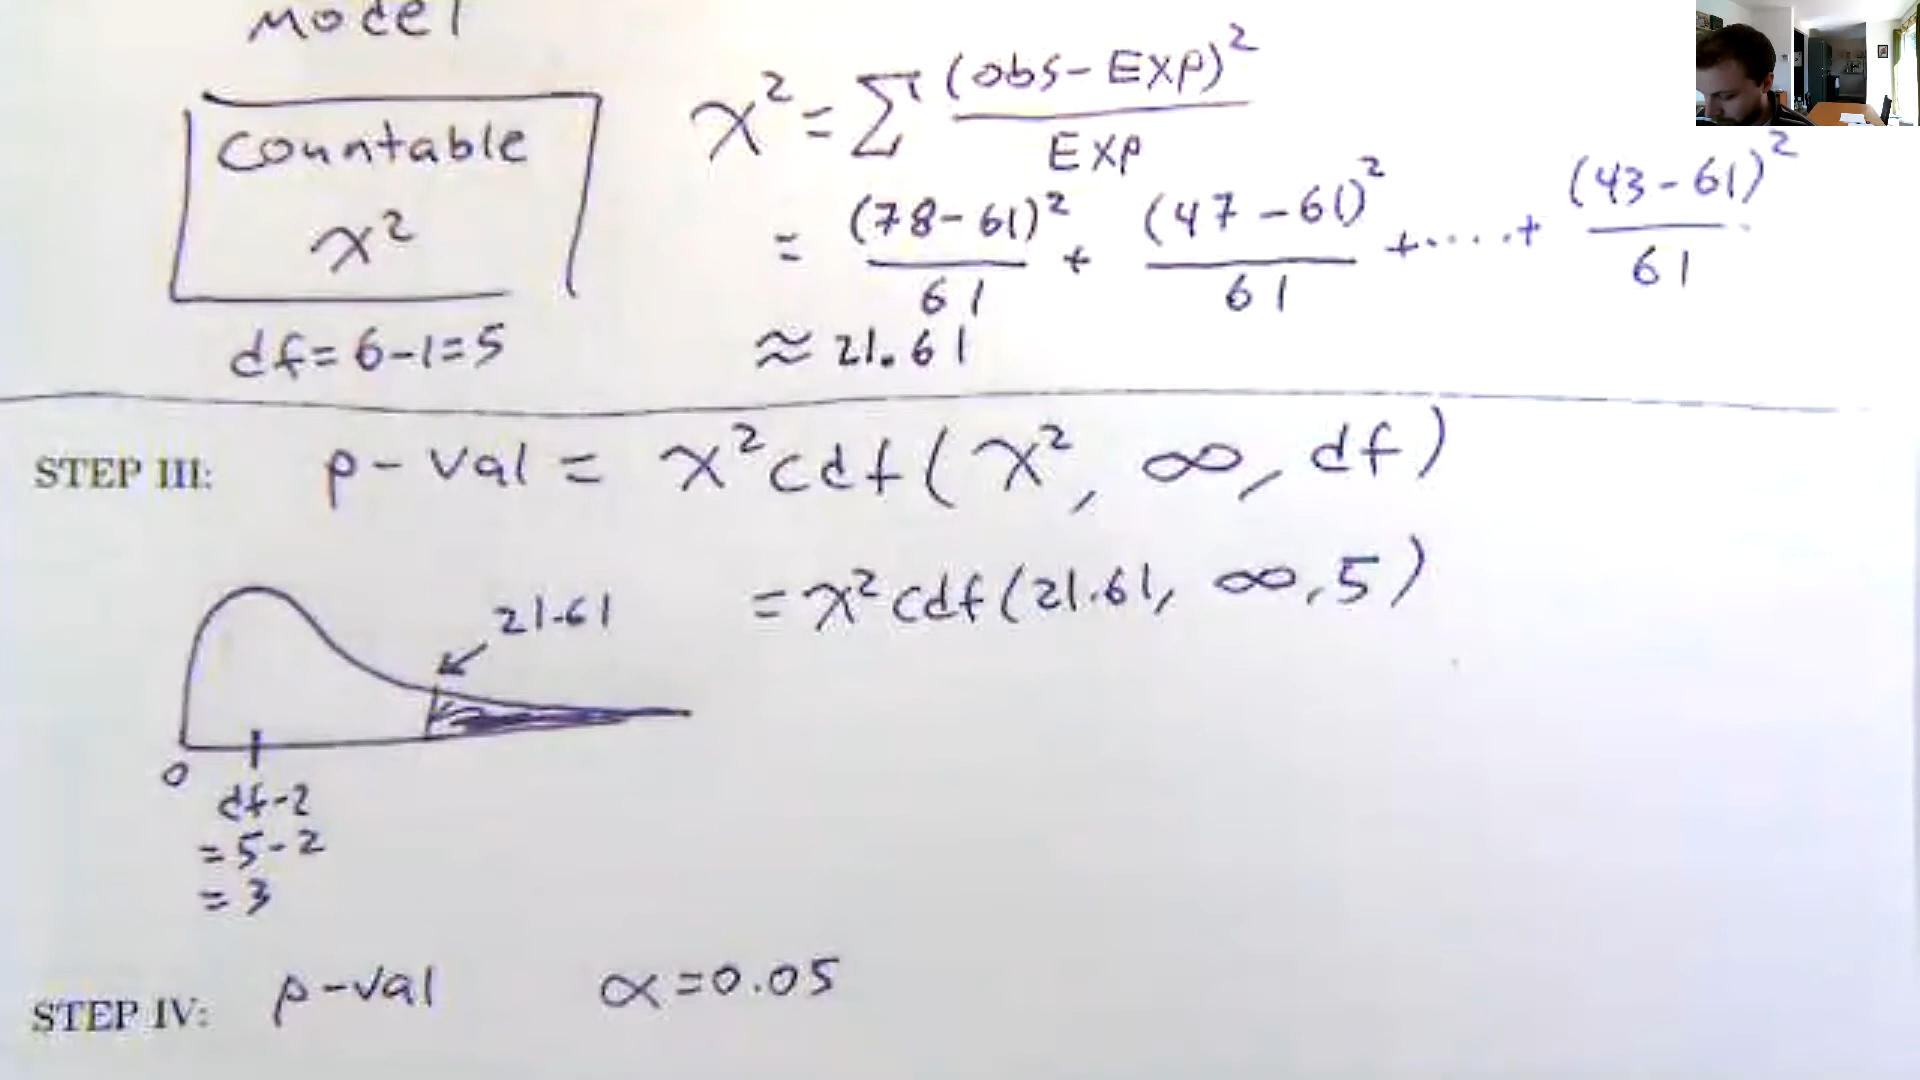 Model
countable
χ²
df = 6-1 = 5
χ² = Σ (obs - Exp)² / Exp
= (78-61)² / 61 + (47-61)² / 61 + ..... + (43-61)² / 61
≈ 21.61
STEP III: p-val = χ²cdf(χ², ∞, df)
= χ²cdf(21.61, ∞, 5)
21.61
0
df-2
= 5-2
= 3
STEP IV: p-val α = 0.05